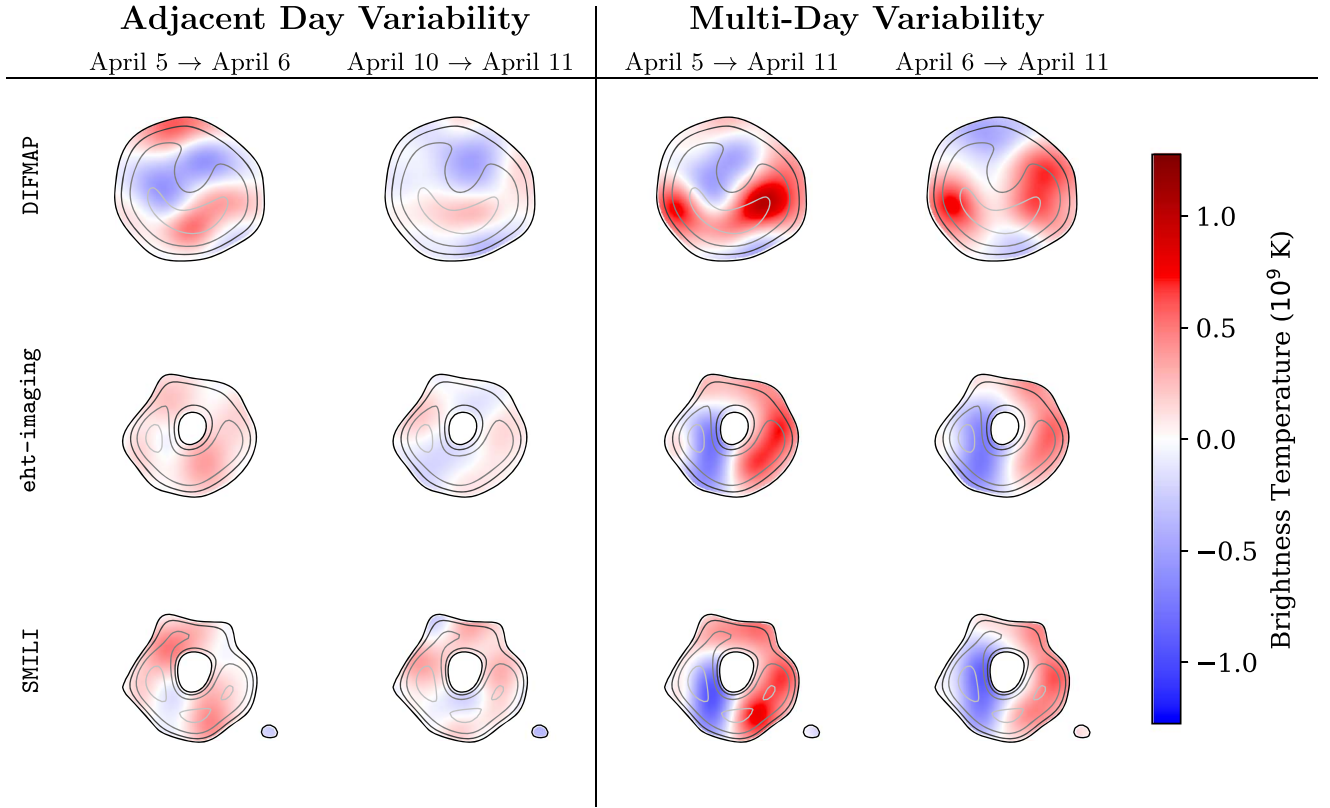 Adjacent Day Variability
Multi-Day Variability
April 5 → April 6
April 10 → April 11
April 5 → April 11
April 6 → April 11
DIFMAP
eht-imaging
SMILI
1.0
0.5
0.0
−0.5
−1.0
Brightness Temperature (10⁹ K)